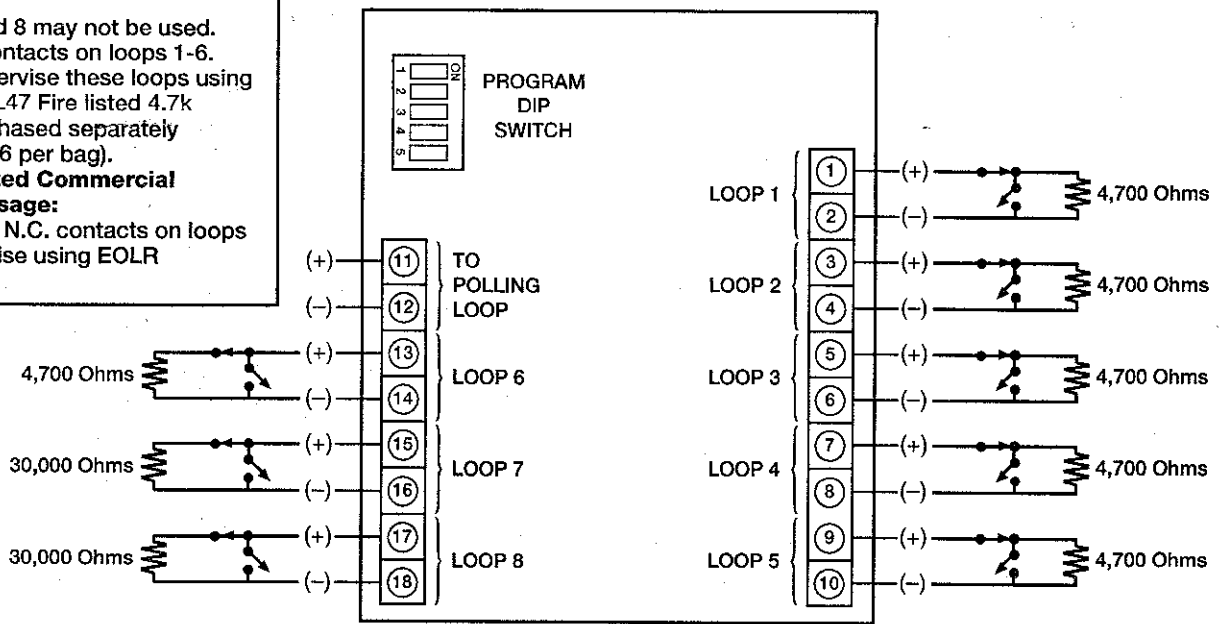 d 8 may not be used.
ontacts on loops 1-6.
ervise these loops using
L47 Fire listed 4.7k
hased separately
6 per bag).
ted Commercial
sage:
N.C. contacts on loops
ise using EOLR
ON
1
2
3
4
5
PROGRAM
DIP
SWITCH
(+) 11 TO
POLLING
(–) 12 LOOP
4,700 Ohms (+) 13
LOOP 6
(–) 14
30,000 Ohms (+) 15
LOOP 7
(–) 16
30,000 Ohms (+) 17
LOOP 8
(–) 18
LOOP 1 1 (+) 4,700 Ohms
2 (–)
LOOP 2 3 (+) 4,700 Ohms
4 (–)
LOOP 3 5 (+) 4,700 Ohms
6 (–)
LOOP 4 7 (+) 4,700 Ohms
8 (–)
LOOP 5 9 (+) 4,700 Ohms
10 (–)